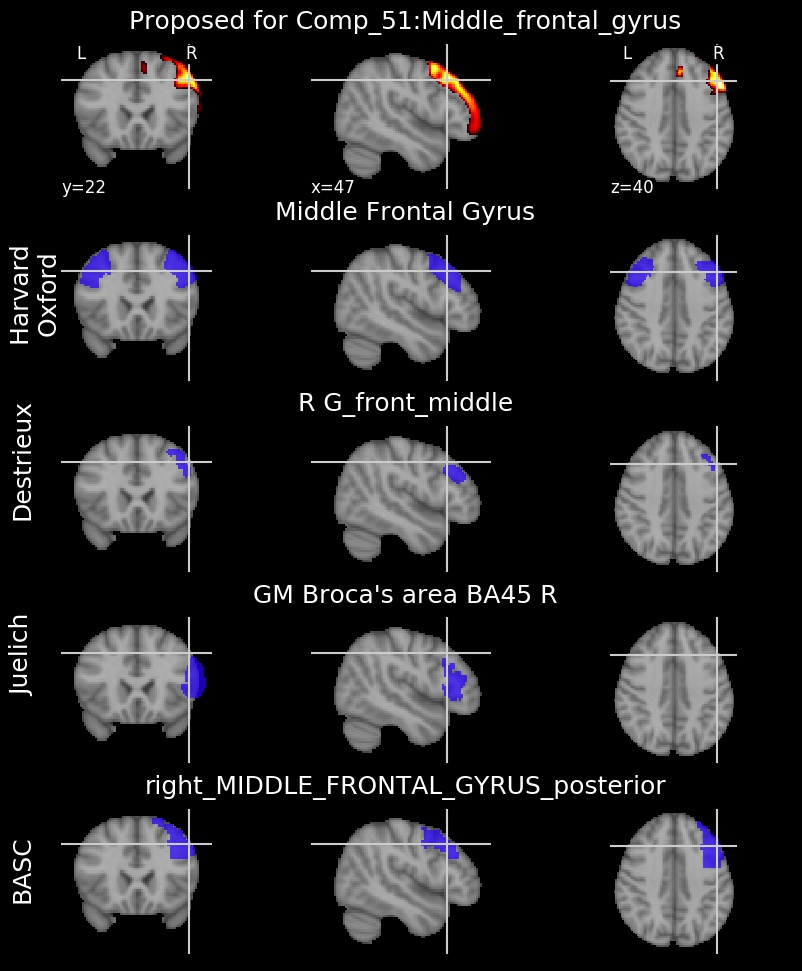 Proposed for Comp_51:Middle_frontal_gyrus
L R L R
y=22 x=47 z=40
Middle Frontal Gyrus
Harvard
Oxford
R G_front_middle
Destrieux
GM Broca's area BA45 R
Juelich
right_MIDDLE_FRONTAL_GYRUS_posterior
BASC